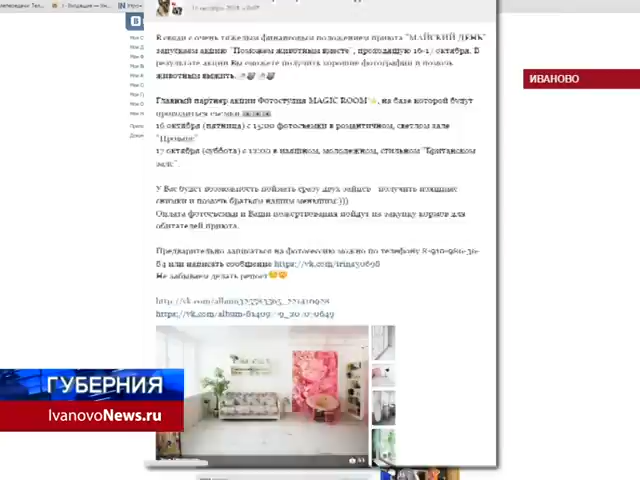 В связи с очень тяжелым финансовым положением приюта "МАЙСКИЙ ДЕНЬ"
запускаем акцию "Поможем животным вместе", проходящую 16-17 октября. В
результате акции Вы сможете получить хорошие фотографии и помочь
животным выжить.
ИВАНОВО
Главный партнер акции Фотостудия MAGIC ROOM, на базе которой будут
проводиться съемки
16 октября (пятница) с 15:00 фотосъемки в романтичном, светлом зале
"Прованс"
17 октября (суббота) с 12:00 в изящном, молодежном, стильном "Британском
зале".
У Вас будет возможность поймать сразу двух зайцев - получить изящные
снимки и помочь братьям нашим меньшим:)))
Оплата фотосъемки и Ваши пожертвования пойдут на закупку кормов для
обитателей приюта.
Предварительно записаться на фотосессию можно по телефону
или написать сообщение
Не забываем делать репост
ГУБЕРНИЯ
IvanovoNews.ru